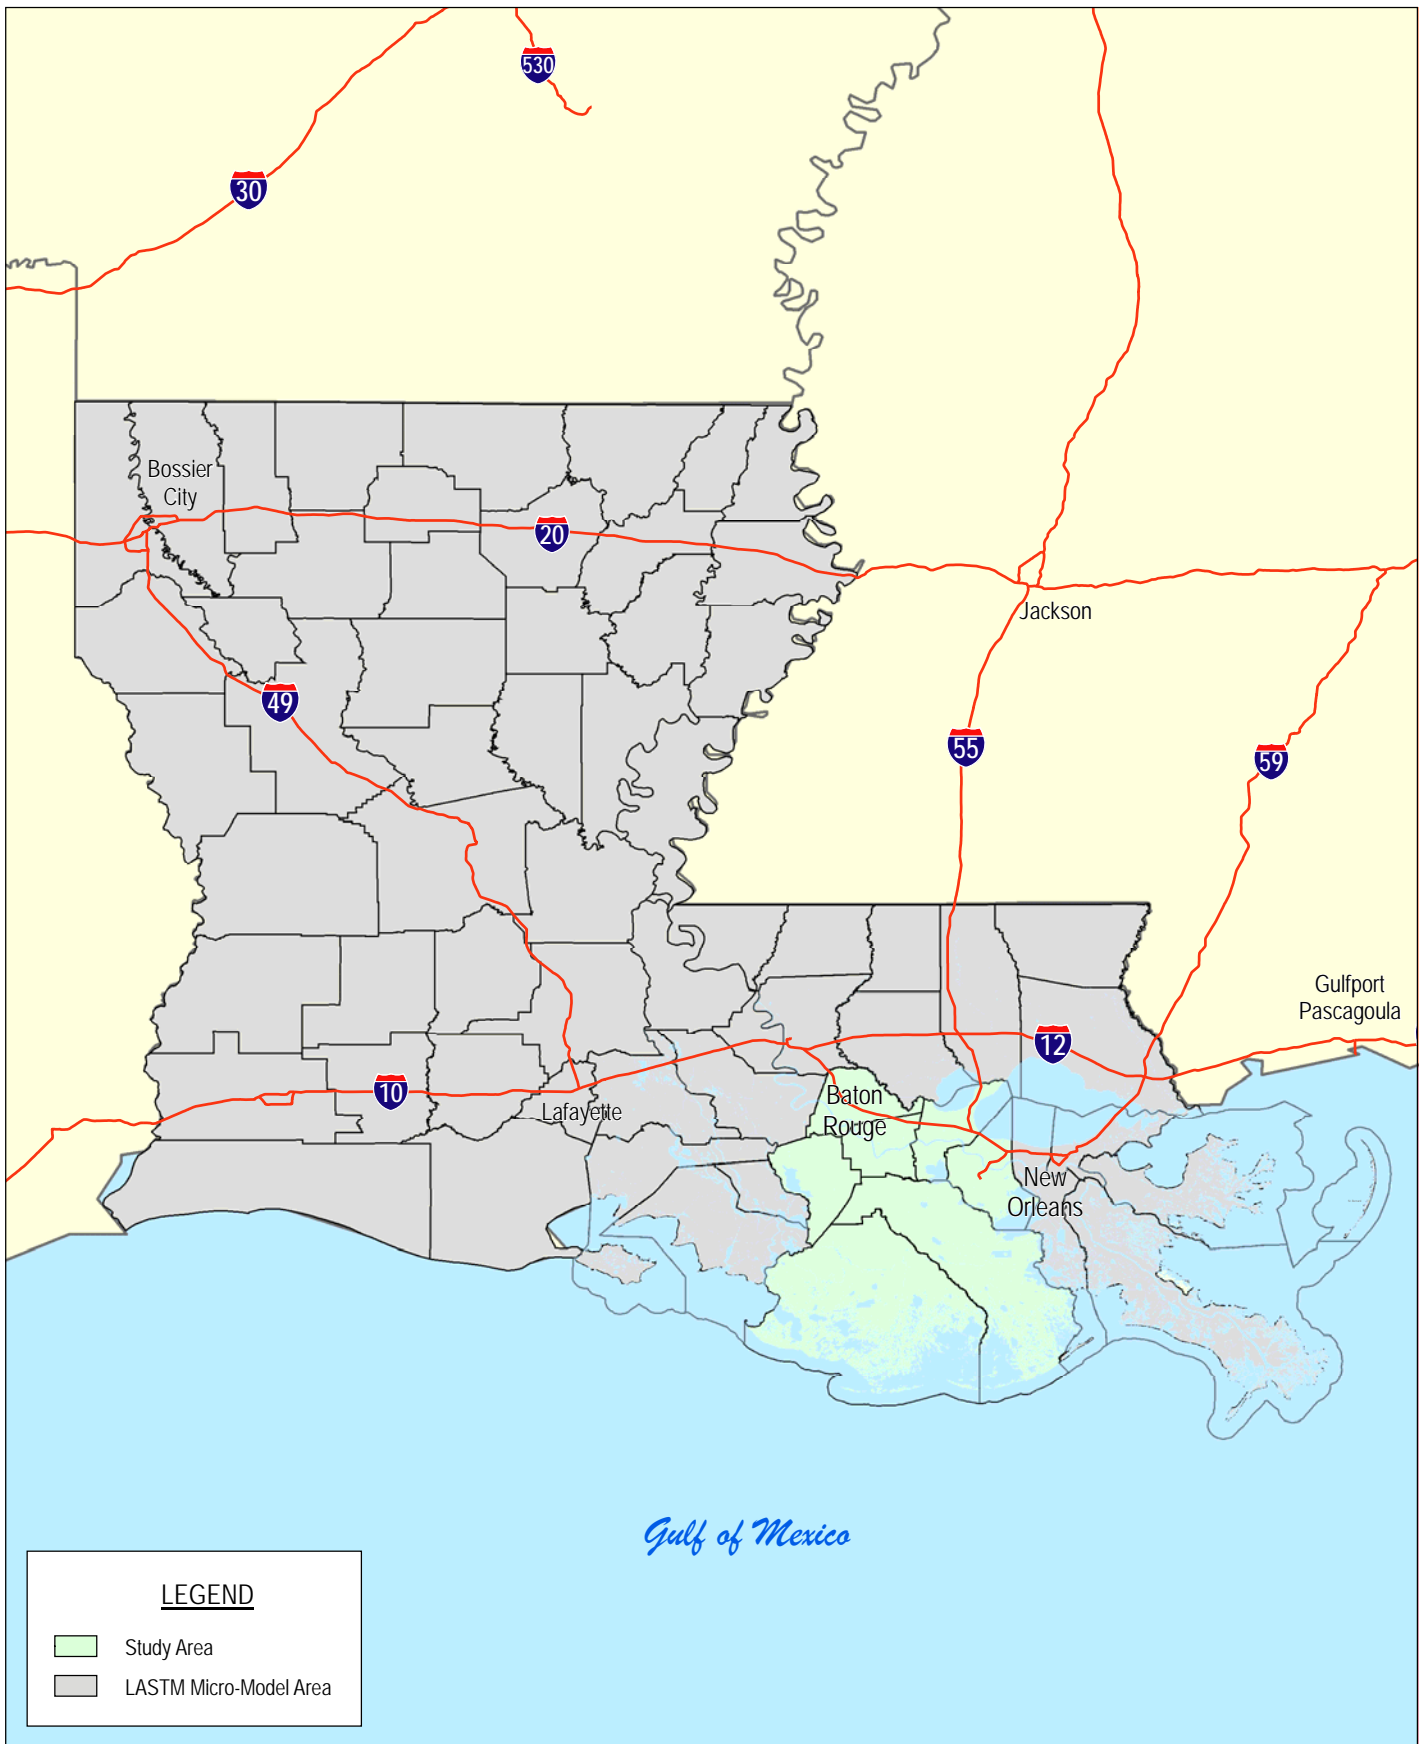 530
30
Bossier
City
20
Jackson
49
55
59
Gulfport
Pascagoula
12
10
Lafayette
Baton
Rouge
New
Orleans
Gulf of Mexico
LEGEND
Study Area
LASTM Micro-Model Area